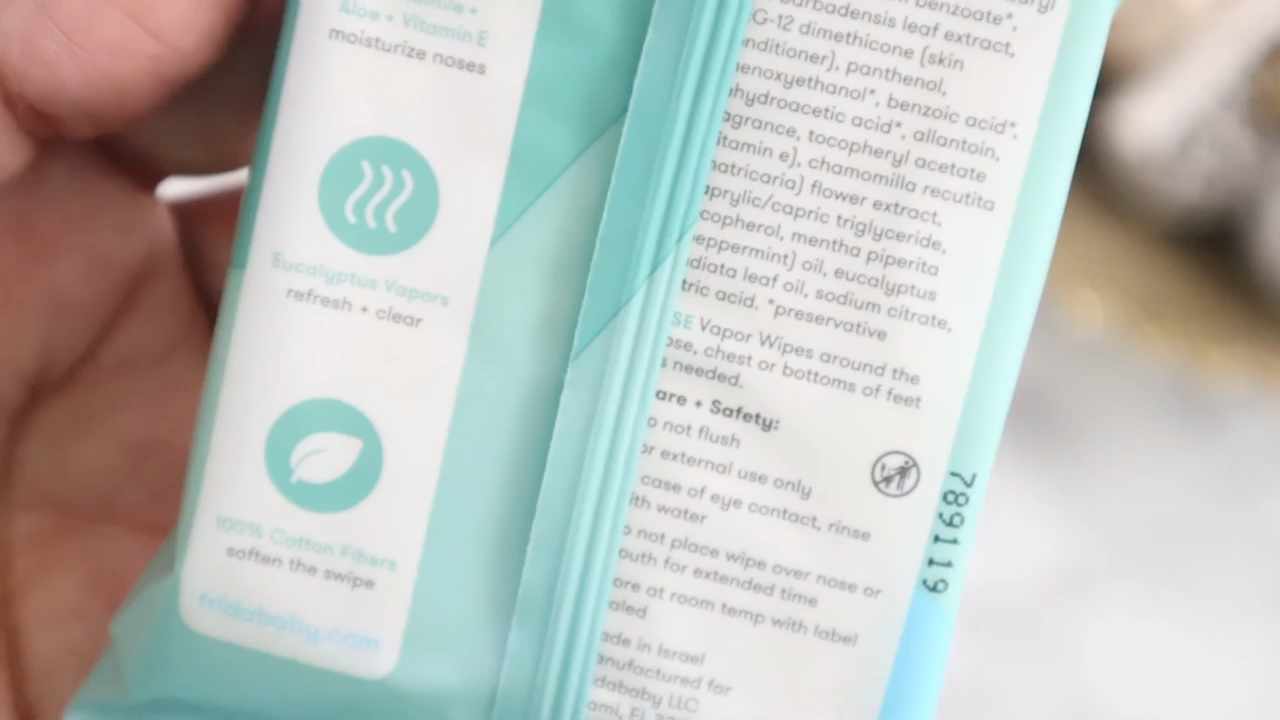 Aloe + Vitamin E
moisturize noses
Eucalyptus Vapors
refresh + clear
100% Cotton Fibers
soften the swipe
fridababy.com
benzoate*,
barbadensis leaf extract,
G-12 dimethicone (skin
nditioner), panthenol,
enoxyethanol*, benzoic acid*,
hydroacetic acid*, allantoin,
agrance, tocopheryl acetate
itamin e), chamomilla recutita
natricaria) flower extract,
aprylic/capric triglyceride,
copherol, mentha piperita
eppermint) oil, eucalyptus
diata leaf oil, sodium citrate,
tric acid. *preservative
SE Vapor Wipes around the
ose, chest or bottoms of feet
s needed.
are + Safety:
o not flush
or external use only
case of eye contact, rinse
ith water
o not place wipe over nose or
outh for extended time
ore at room temp with label
aled
ade in Israel
anufactured for
dababy LLC
ami, FL
789119